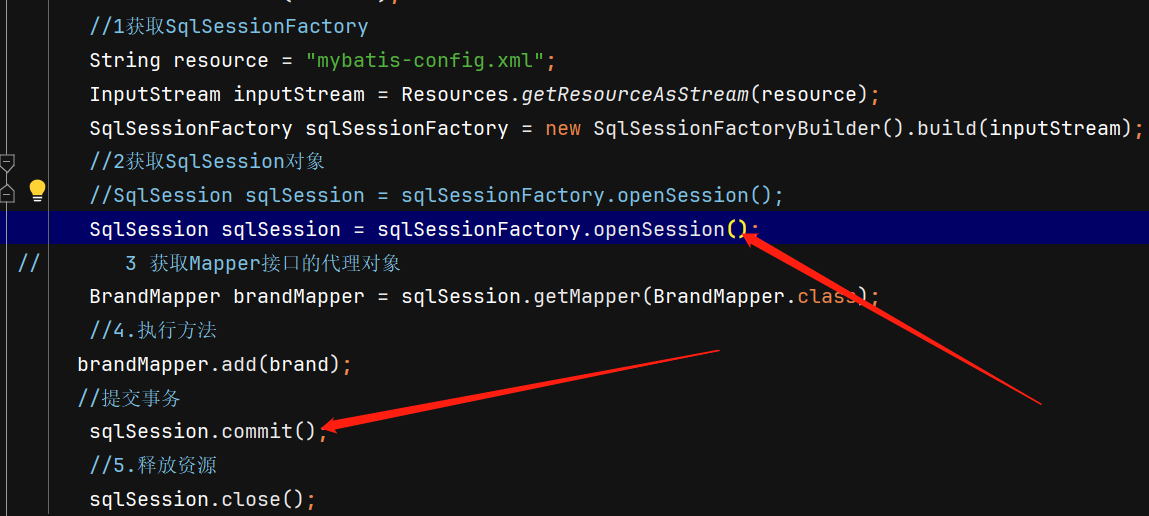 //1获取SqlSessionFactory
String resource = "mybatis-config.xml";
InputStream inputStream = Resources.getResourceAsStream(resource);
SqlSessionFactory sqlSessionFactory = new SqlSessionFactoryBuilder().build(inputStream);
//2获取SqlSession对象
//SqlSession sqlSession = sqlSessionFactory.openSession();
SqlSession sqlSession = sqlSessionFactory.openSession();
// 3 获取Mapper接口的代理对象
BrandMapper brandMapper = sqlSession.getMapper(BrandMapper.class);
//4.执行方法
brandMapper.add(brand);
//提交事务
sqlSession.commit();
//5.释放资源
sqlSession.close();